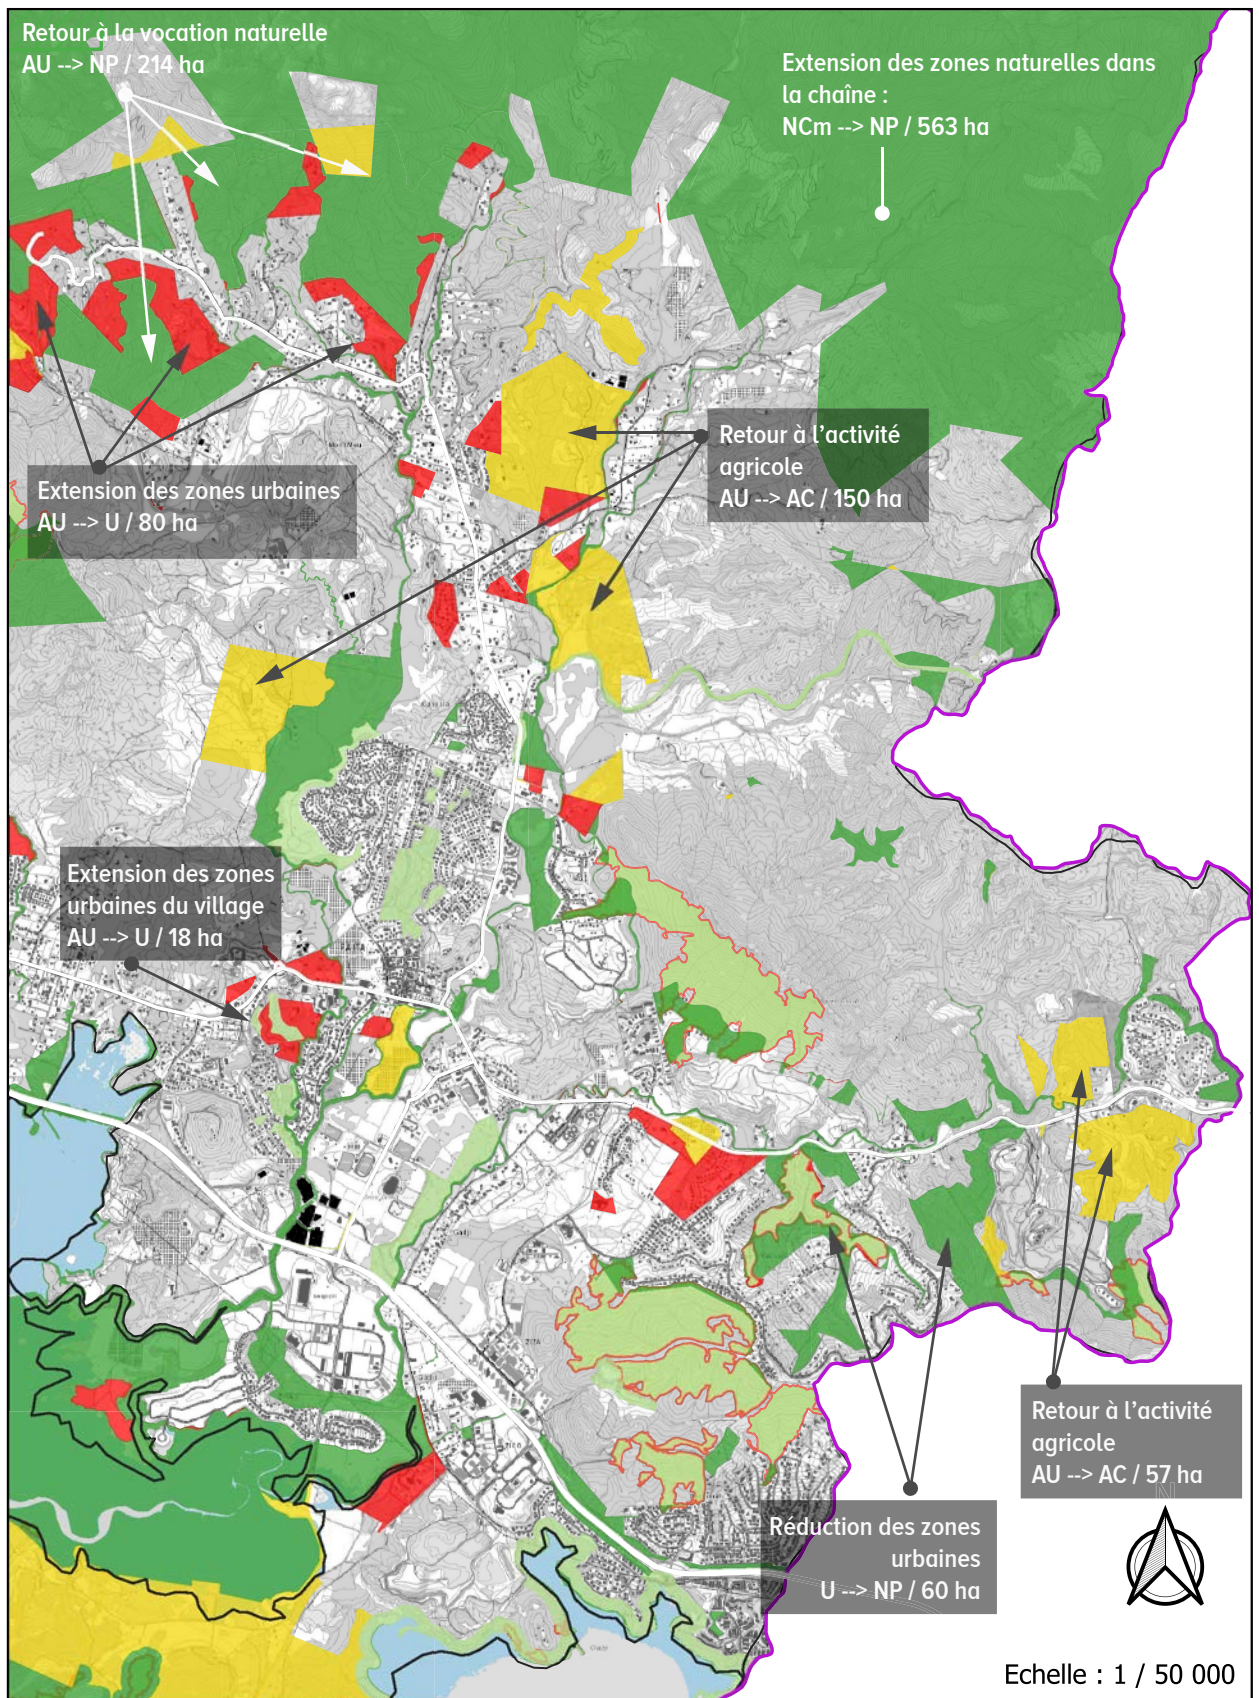 Retour à la vocation naturelle
AU --> NP / 214 ha
Extension des zones naturelles dans
la chaîne :
NCm --> NP / 563 ha
Retour à l'activité
agricole
AU --> AC / 150 ha
Extension des zones urbaines
AU --> U / 80 ha
Extension des zones
urbaines du village
AU --> U / 18 ha
Retour à l'activité
agricole
AU --> AC / 57 ha
Réduction des zones
urbaines
U --> NP / 60 ha
N
Echelle : 1 / 50 000